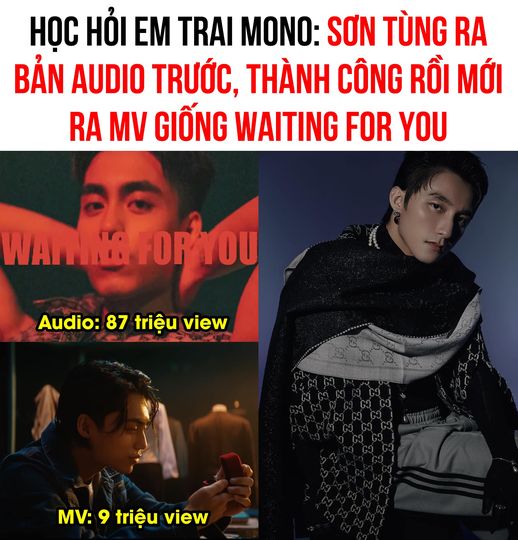 HỌC HỎI EM TRAI MONO: SƠN TÙNG RA
BẢN AUDIO TRƯỚC, THÀNH CÔNG RỒI MỚI
RA MV GIỐNG WAITING FOR YOU
WAITING FOR YOU
Audio: 87 triệu view
MV: 9 triệu view